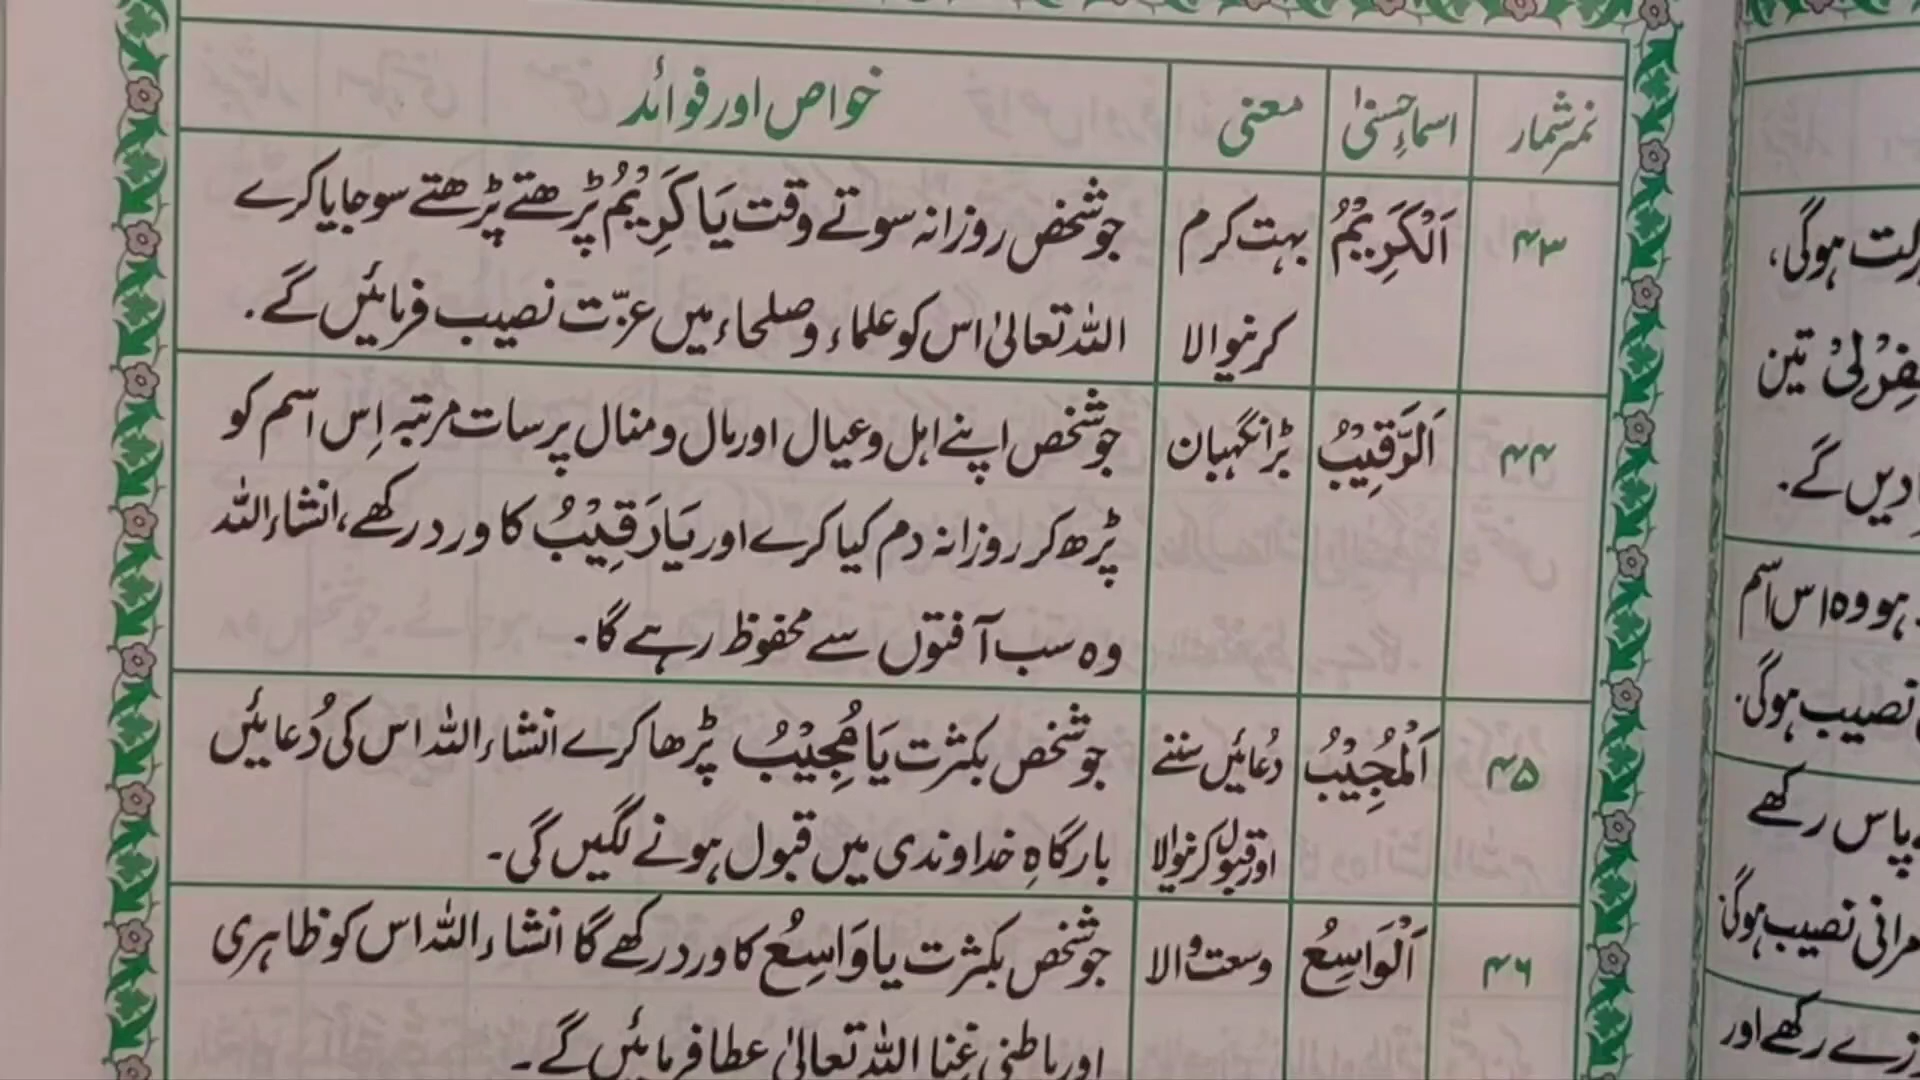 نمبرشمار اسماءِ حسنیٰ معنی خواص اور فوائد
۴۳ اَلْکَرِیْمُ بہت کرم جو شخص روزانہ سوتے وقت یَا کَرِیْمُ پڑھتے پڑھتے سو جایا کرے
کرنیوالا اللہ تعالیٰ اس کو علماء وصلحاء میں عزّت نصیب فرمائیں گے۔
۴۴ اَلرَّقِیْبُ بڑا نگہبان جو شخص اپنے اہل وعیال اور مال ومنال پر سات مرتبہ اِس اسم کو
پڑھ کر روزانہ دم کیا کرے اور یَا رَقِیْبُ کا ورد رکھے، انشاءاللہ
وہ سب آفتوں سے محفوظ رہے گا۔
۴۵ اَلْمُجِیْبُ دُعائیں سننے جو شخص بکثرت یَا مُجِیْبُ پڑھا کرے انشاءاللہ اس کی دُعائیں
اور قبول کرنیوالا بارگاہِ خداوندی میں قبول ہونے لگیں گی۔
۴۶ اَلْوَاسِعُ وسعت والا جو شخص بکثرت یا وَاسِعُ کا ورد رکھے گا انشاءاللہ اس کو ظاہری
اور باطنی غِنا اللہ تعالیٰ عطا فرمائیں گے۔
ہوگی،
تین
دیں گے۔
ہو وہ اس اسم
نصیب ہوگی۔
پاس رکھے
نصیب ہوگی
رکھے اور